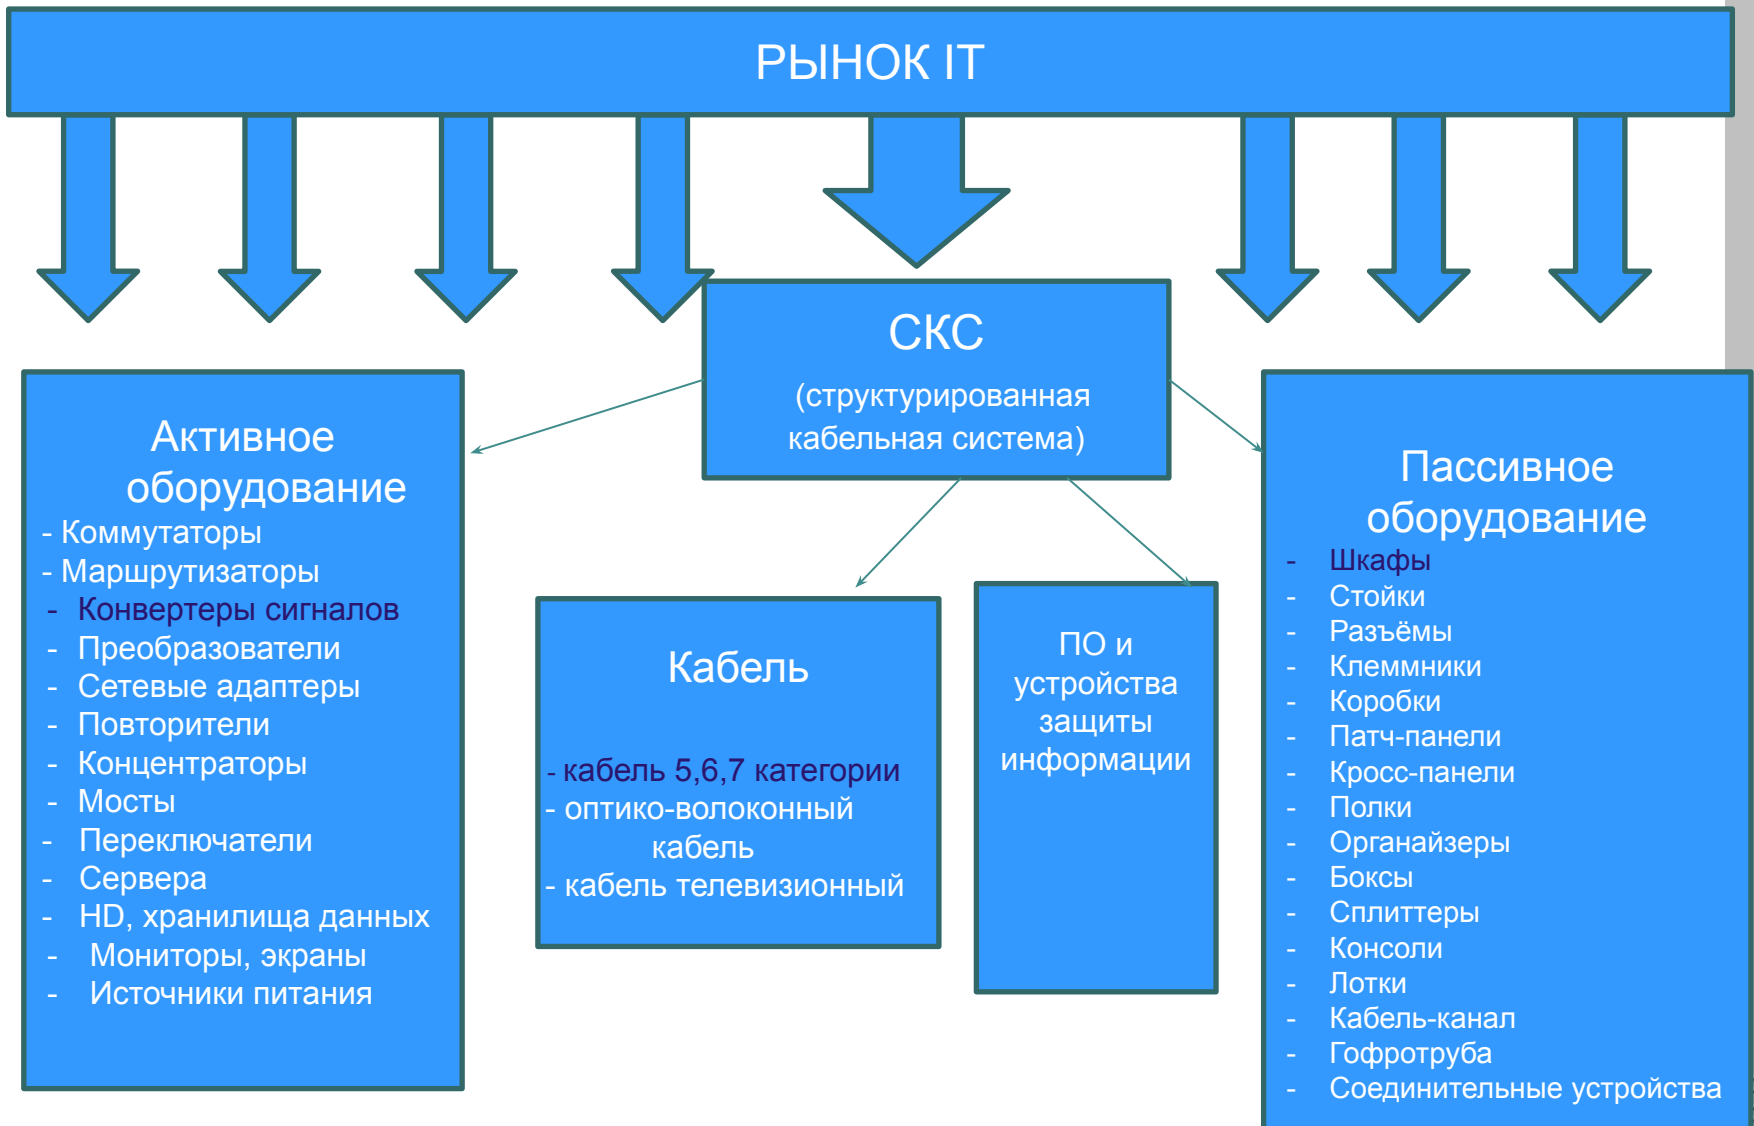 РЫНОК IT
СКС
(структурированная
кабельная система)
Активное
оборудование
- Коммутаторы
- Маршрутизаторы
- Конвертеры сигналов
- Преобразователи
- Сетевые адаптеры
- Повторители
- Концентраторы
- Мосты
- Переключатели
- Сервера
- HD, хранилища данных
- Мониторы, экраны
- Источники питания
Кабель
- кабель 5,6,7 категории
- оптико-волоконный
кабель
- кабель телевизионный
ПО и
устройства
защиты
информации
Пассивное
оборудование
- Шкафы
- Стойки
- Разъёмы
- Клеммники
- Коробки
- Патч-панели
- Кросс-панели
- Полки
- Органайзеры
- Боксы
- Сплиттеры
- Консоли
- Лотки
- Кабель-канал
- Гофротруба
- Соединительные устройства